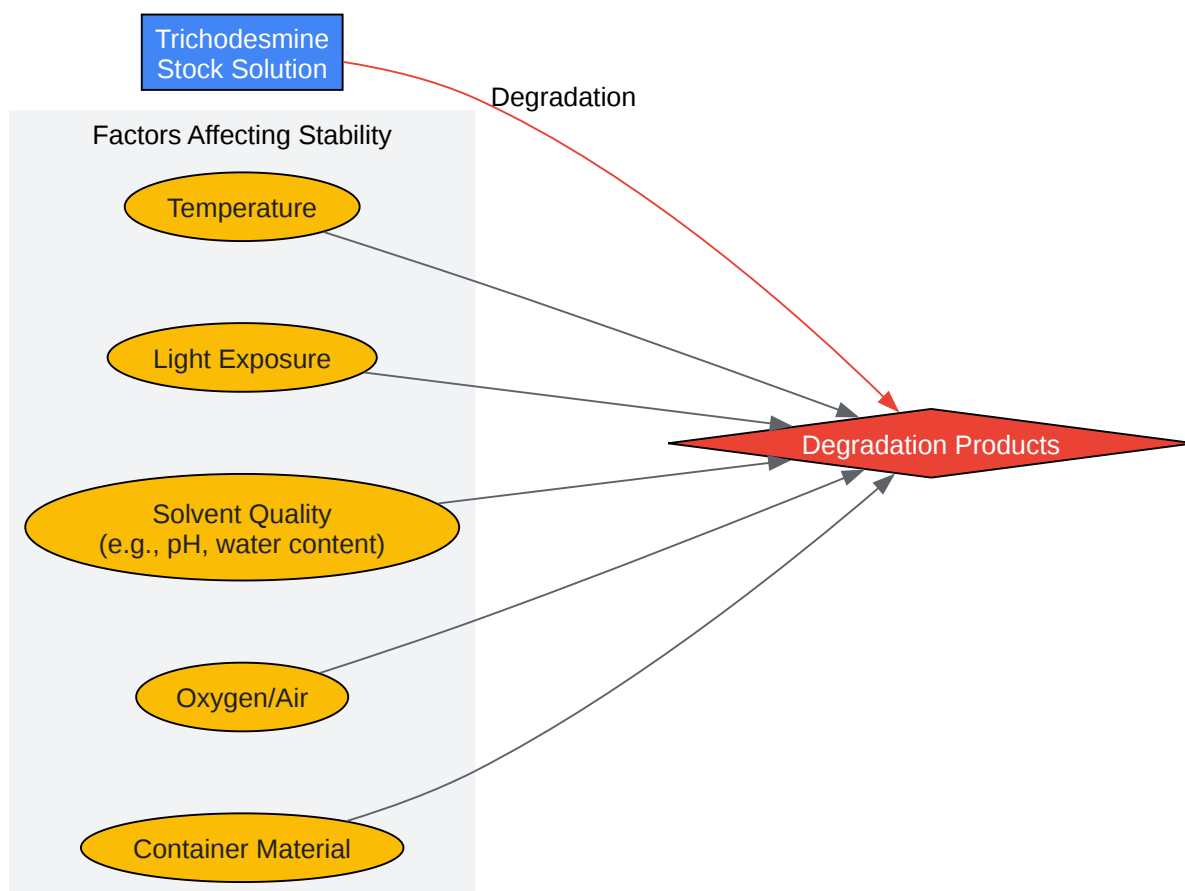 Trichodesmine
Stock Solution
Degradation
Factors Affecting Stability
Temperature
Light Exposure
Degradation Products
Solvent Quality
(e.g., pH, water content)
Oxygen/Air
Container Material